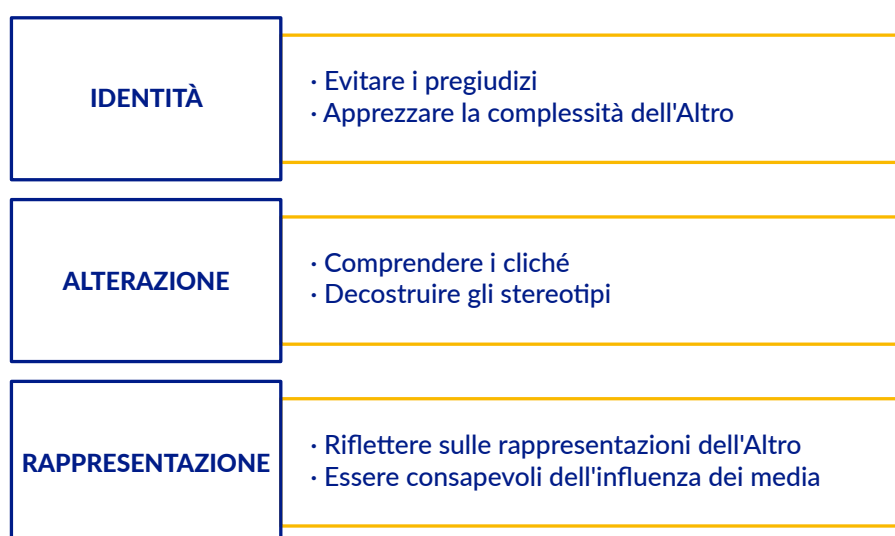 IDENTITÀ
· Evitare i pregiudizi
· Apprezzare la complessità dell'Altro
ALTERAZIONE
· Comprendere i cliché
· Decostruire gli stereotipi
RAPPRESENTAZIONE
· Riflettere sulle rappresentazioni dell'Altro
· Essere consapevoli dell'influenza dei media